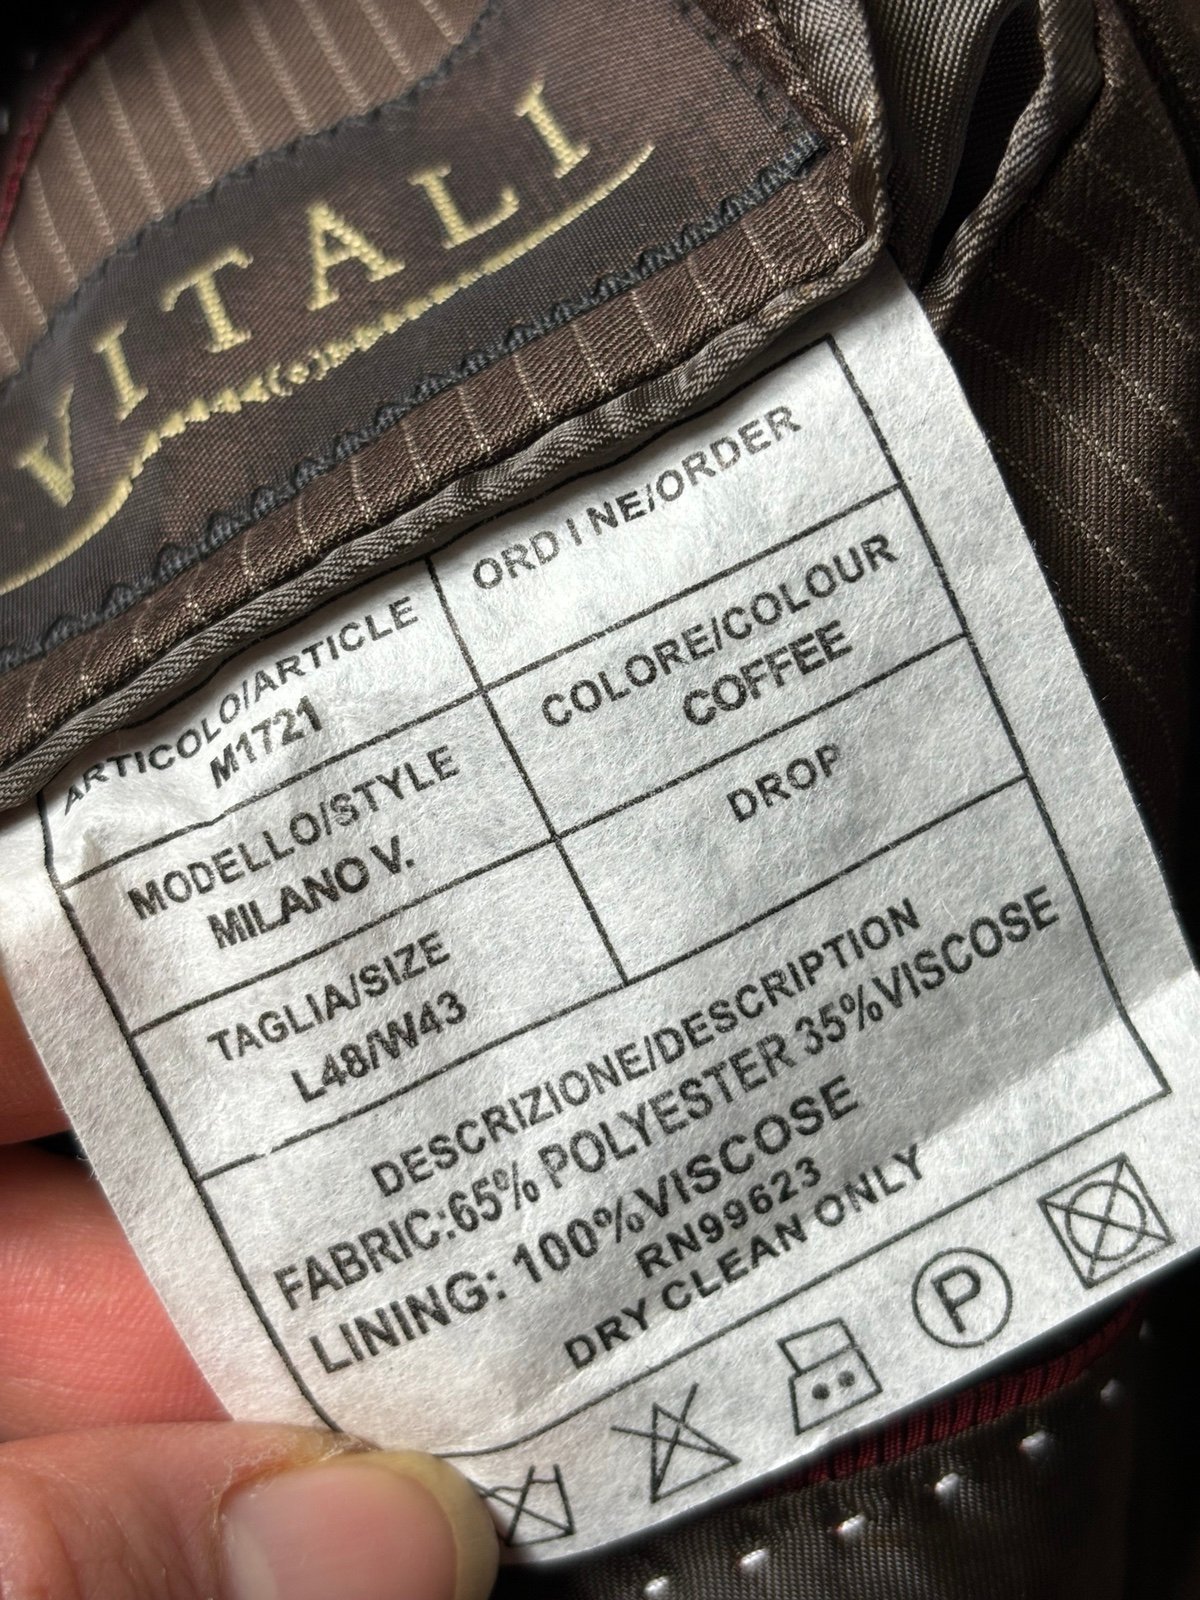 VITALI
ARTICOLO/ARTICLE
M1721
ORDINE/ORDER
MODELLO/STYLE
MILANO V.
COLORE/COLOUR
COFFEE
TAGLIA/SIZE
L48/W43
DROP
DESCRIZIONE/DESCRIPTION
FABRIC:65% POLYESTER 35%VISCOSE
LINING: 100%VISCOSE
RN99623
DRY CLEAN ONLY
P